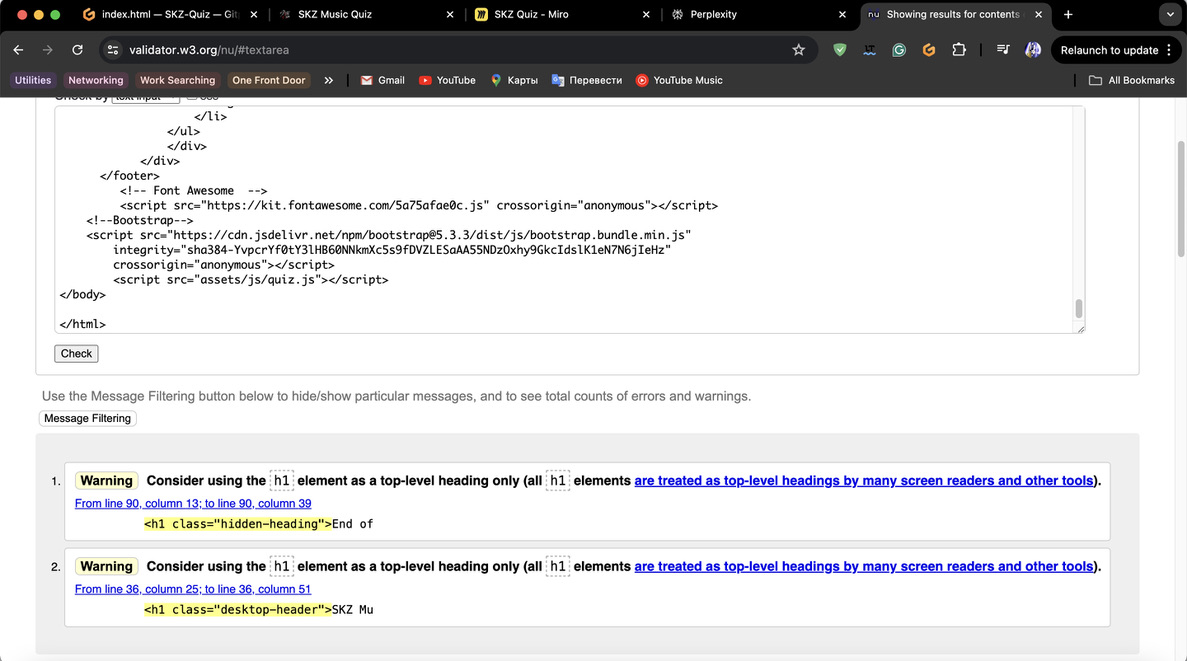 index.html — SKZ-Quiz — Git
SKZ Music Quiz
SKZ Quiz - Miro
Perplexity
nu Showing results for contents
validator.w3.org/nu/#textarea
Relaunch to update
Utilities
Networking
Work Searching
One Front Door
»
Gmail
YouTube
Карты
Перевести
YouTube Music
All Bookmarks
Check by text input css
</li>
</ul>
</div>
</div>
</footer>
<!-- Font Awesome  -->
<script src="https://kit.fontawesome.com/5a75afae0c.js" crossorigin="anonymous"></script>
<!--Bootstrap-->
<script src="https://cdn.jsdelivr.net/npm/bootstrap@5.3.3/dist/js/bootstrap.bundle.min.js"
integrity="sha384-YvpcrYf0tY3lHB60NNkmXc5s9fDVZLESaAA55NDzOxhy9GkcIdslK1eN7N6jIeHz"
crossorigin="anonymous"></script>
<script src="assets/js/quiz.js"></script>
</body>
</html>
Check
Use the Message Filtering button below to hide/show particular messages, and to see total counts of errors and warnings.
Message Filtering
1. Warning Consider using the h1 element as a top-level heading only (all h1 elements are treated as top-level headings by many screen readers and other tools).
From line 90, column 13; to line 90, column 39
<h1 class="hidden-heading">End of
2. Warning Consider using the h1 element as a top-level heading only (all h1 elements are treated as top-level headings by many screen readers and other tools).
From line 36, column 25; to line 36, column 51
<h1 class="desktop-header">SKZ Mu